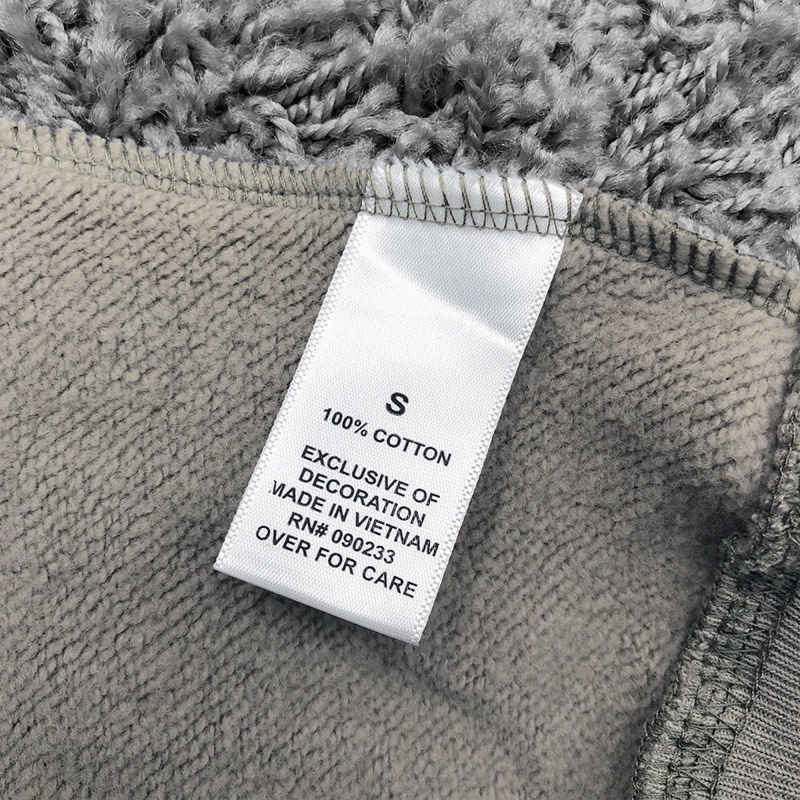 S
100% COTTON
EXCLUSIVE OF
DECORATION
MADE IN VIETNAM
RN# 090233
OVER FOR CARE